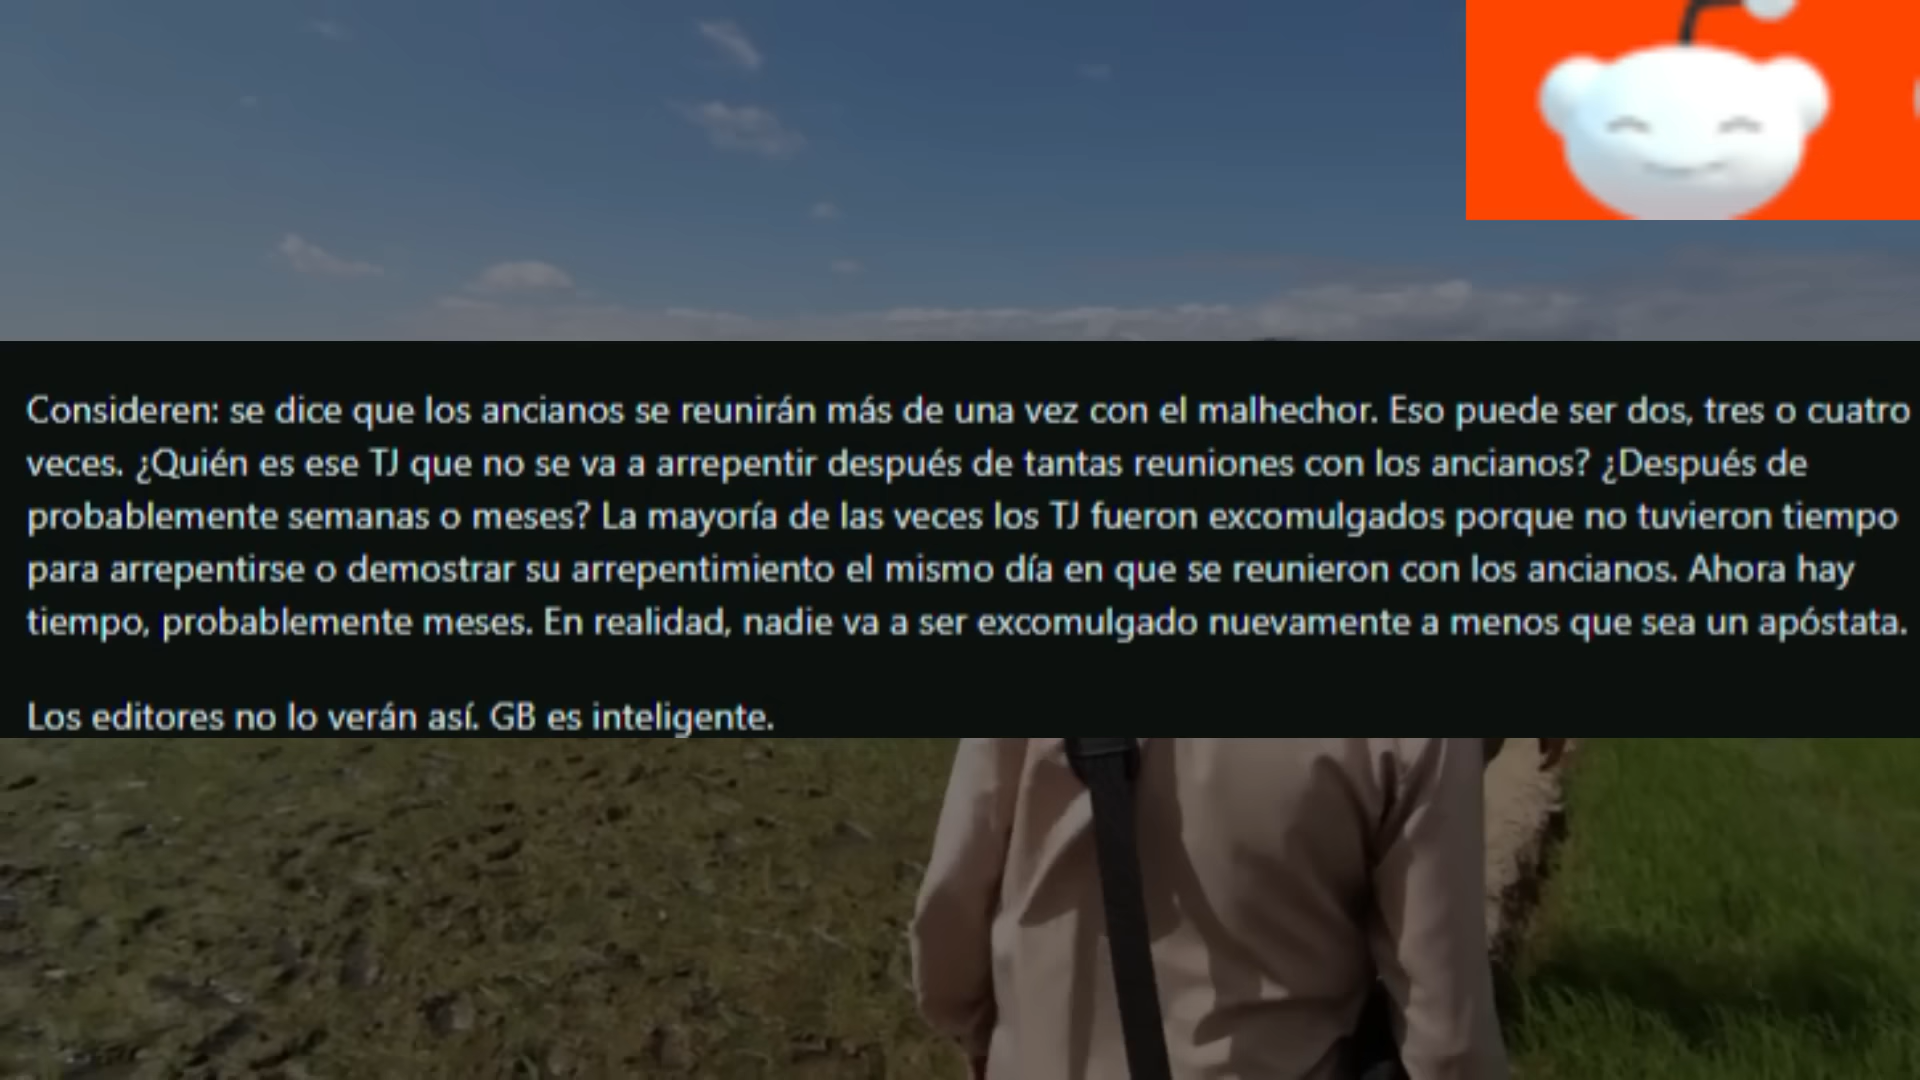 Consideren: se dice que los ancianos se reunirán más de una vez con el malhechor. Eso puede ser dos, tres o cuatro
veces. ¿Quién es ese TJ que no se va a arrepentir después de tantas reuniones con los ancianos? ¿Después de
probablemente semanas o meses? La mayoría de las veces los TJ fueron excomulgados porque no tuvieron tiempo
para arrepentirse o demostrar su arrepentimiento el mismo día en que se reunieron con los ancianos. Ahora hay
tiempo, probablemente meses. En realidad, nadie va a ser excomulgado nuevamente a menos que sea un apóstata.
Los editores no lo verán así. GB es inteligente.